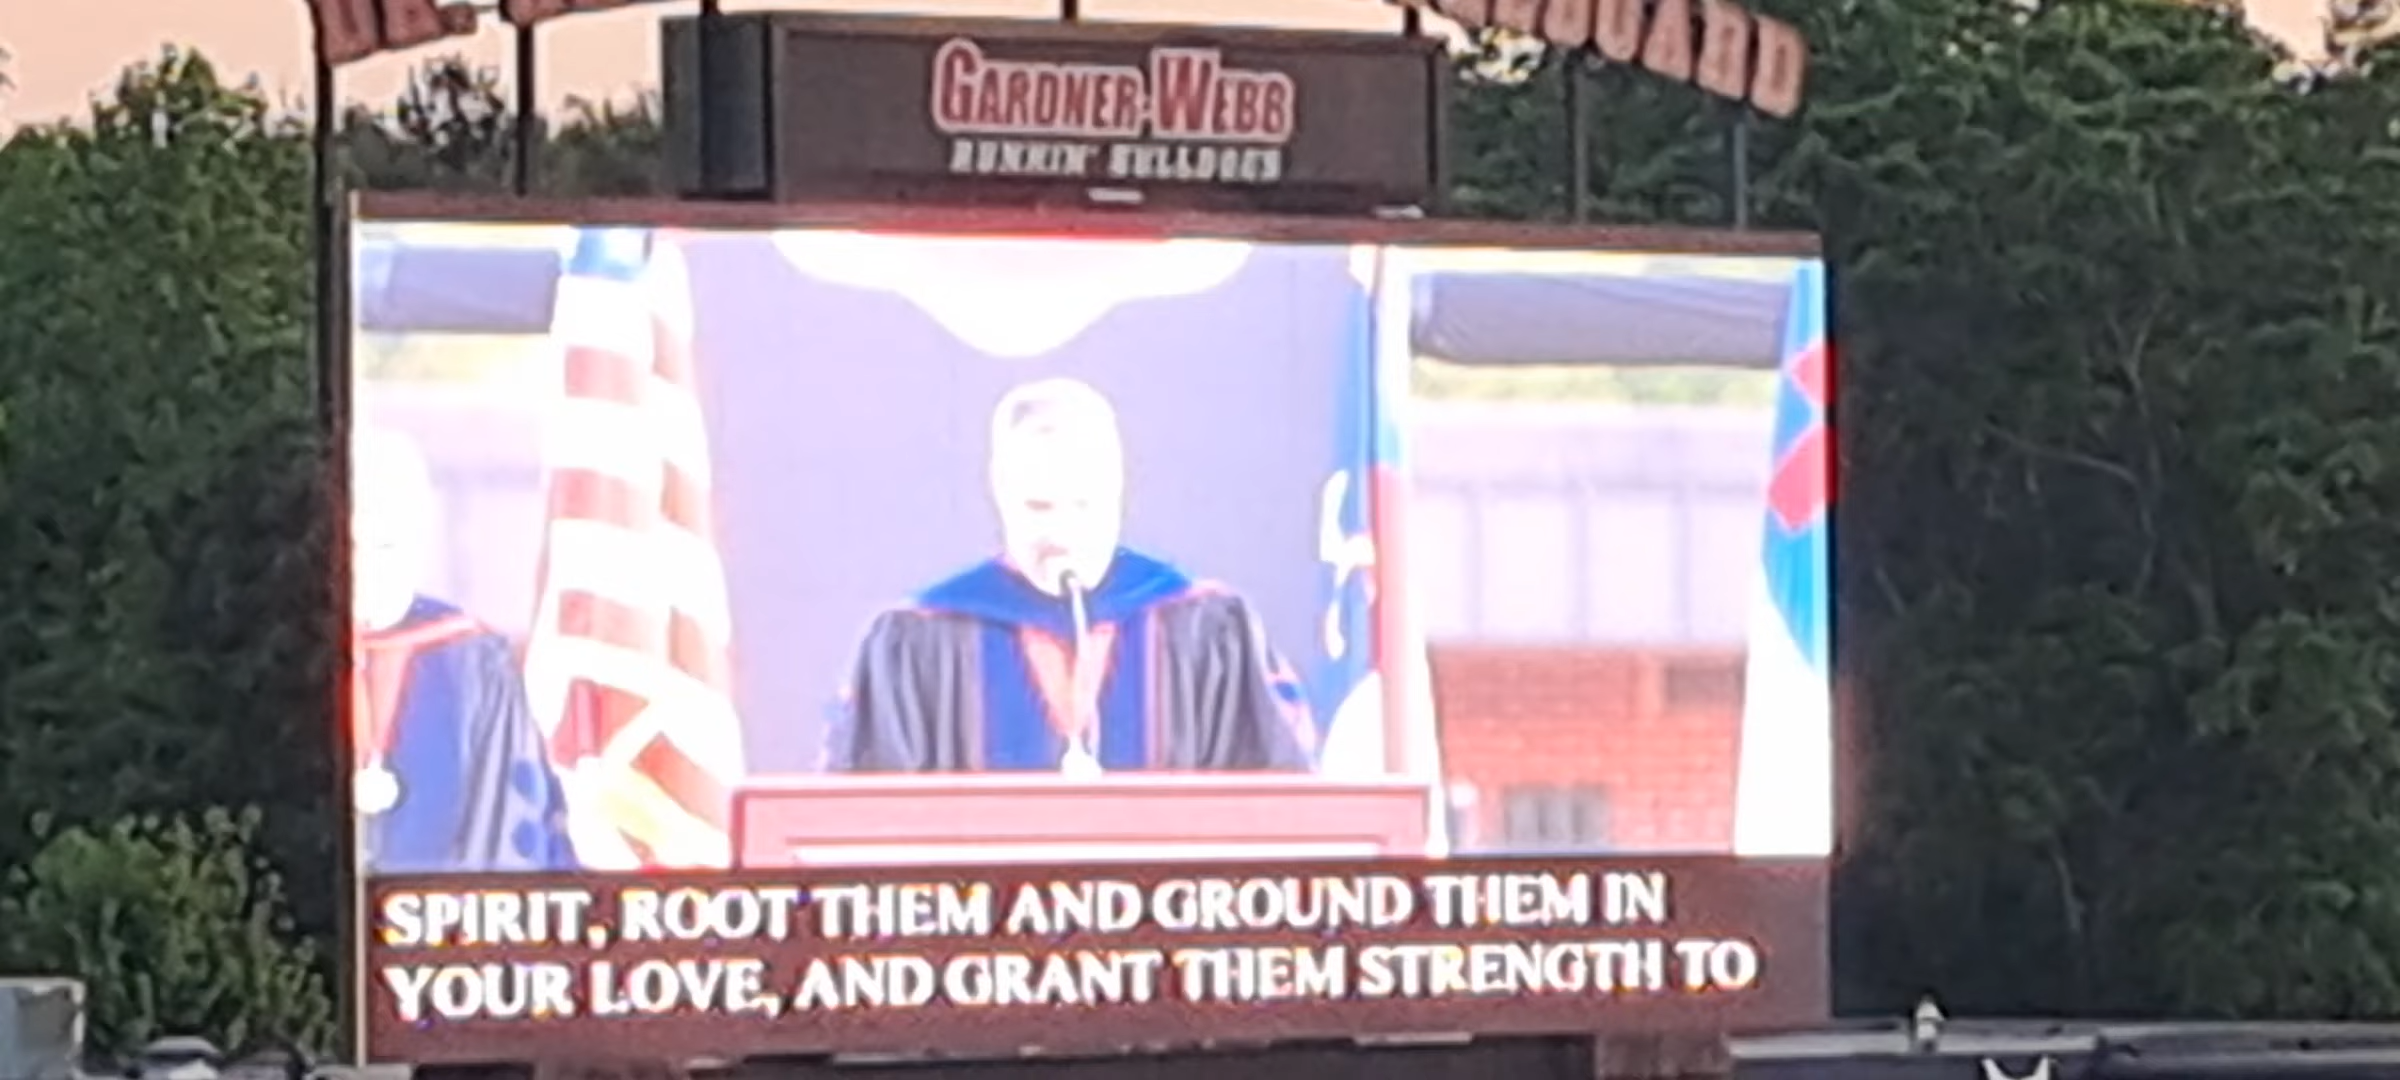 GARDNER-WEBB
RUNNIN' BULLDOGS
SPIRIT, ROOT THEM AND GROUND THEM IN
YOUR LOVE, AND GRANT THEM STRENGTH TO